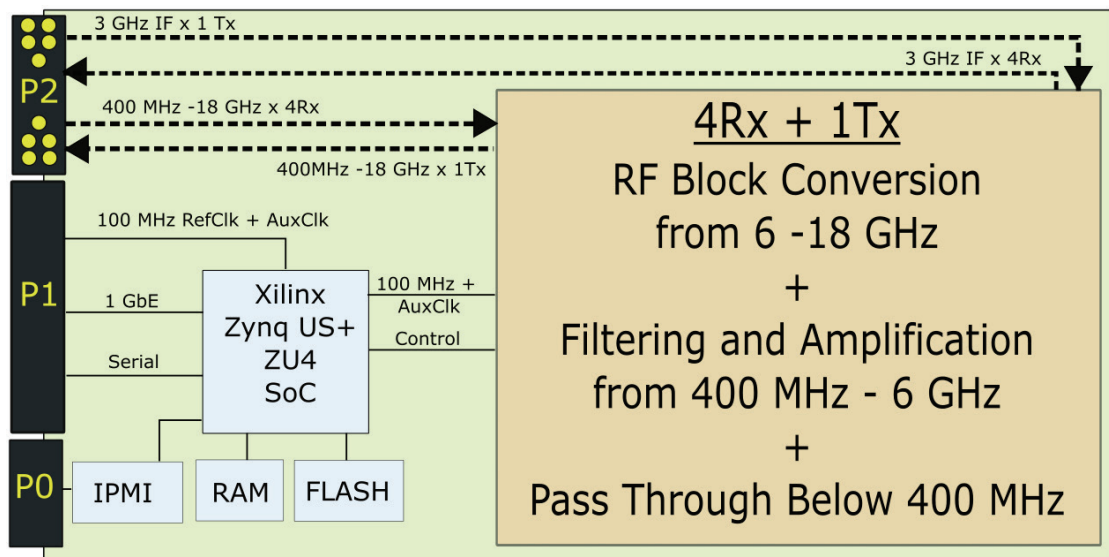 3 GHz IF x 1 Tx
3 GHz IF x 4Rx
P2
400 MHz -18 GHz x 4Rx
400MHz -18 GHz x 1Tx
4Rx + 1Tx
RF Block Conversion
from 6 -18 GHz
+
Filtering and Amplification
from 400 MHz - 6 GHz
+
Pass Through Below 400 MHz
100 MHz RefClk + AuxClk
P1
1 GbE
Serial
Xilinx
Zynq US+
ZU4
SoC
100 MHz +
AuxClk
Control
P0
IPMI
RAM
FLASH